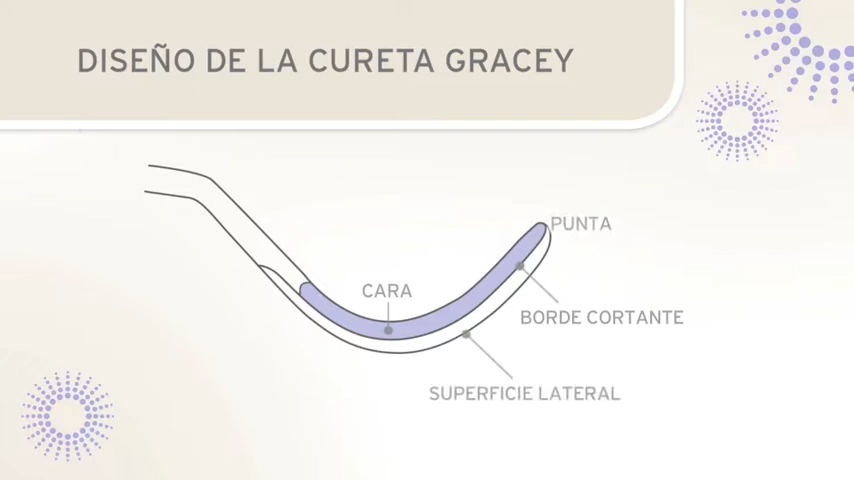 DISEÑO DE LA CURETA GRACEY
PUNTA
CARA
BORDE CORTANTE
SUPERFICIE LATERAL